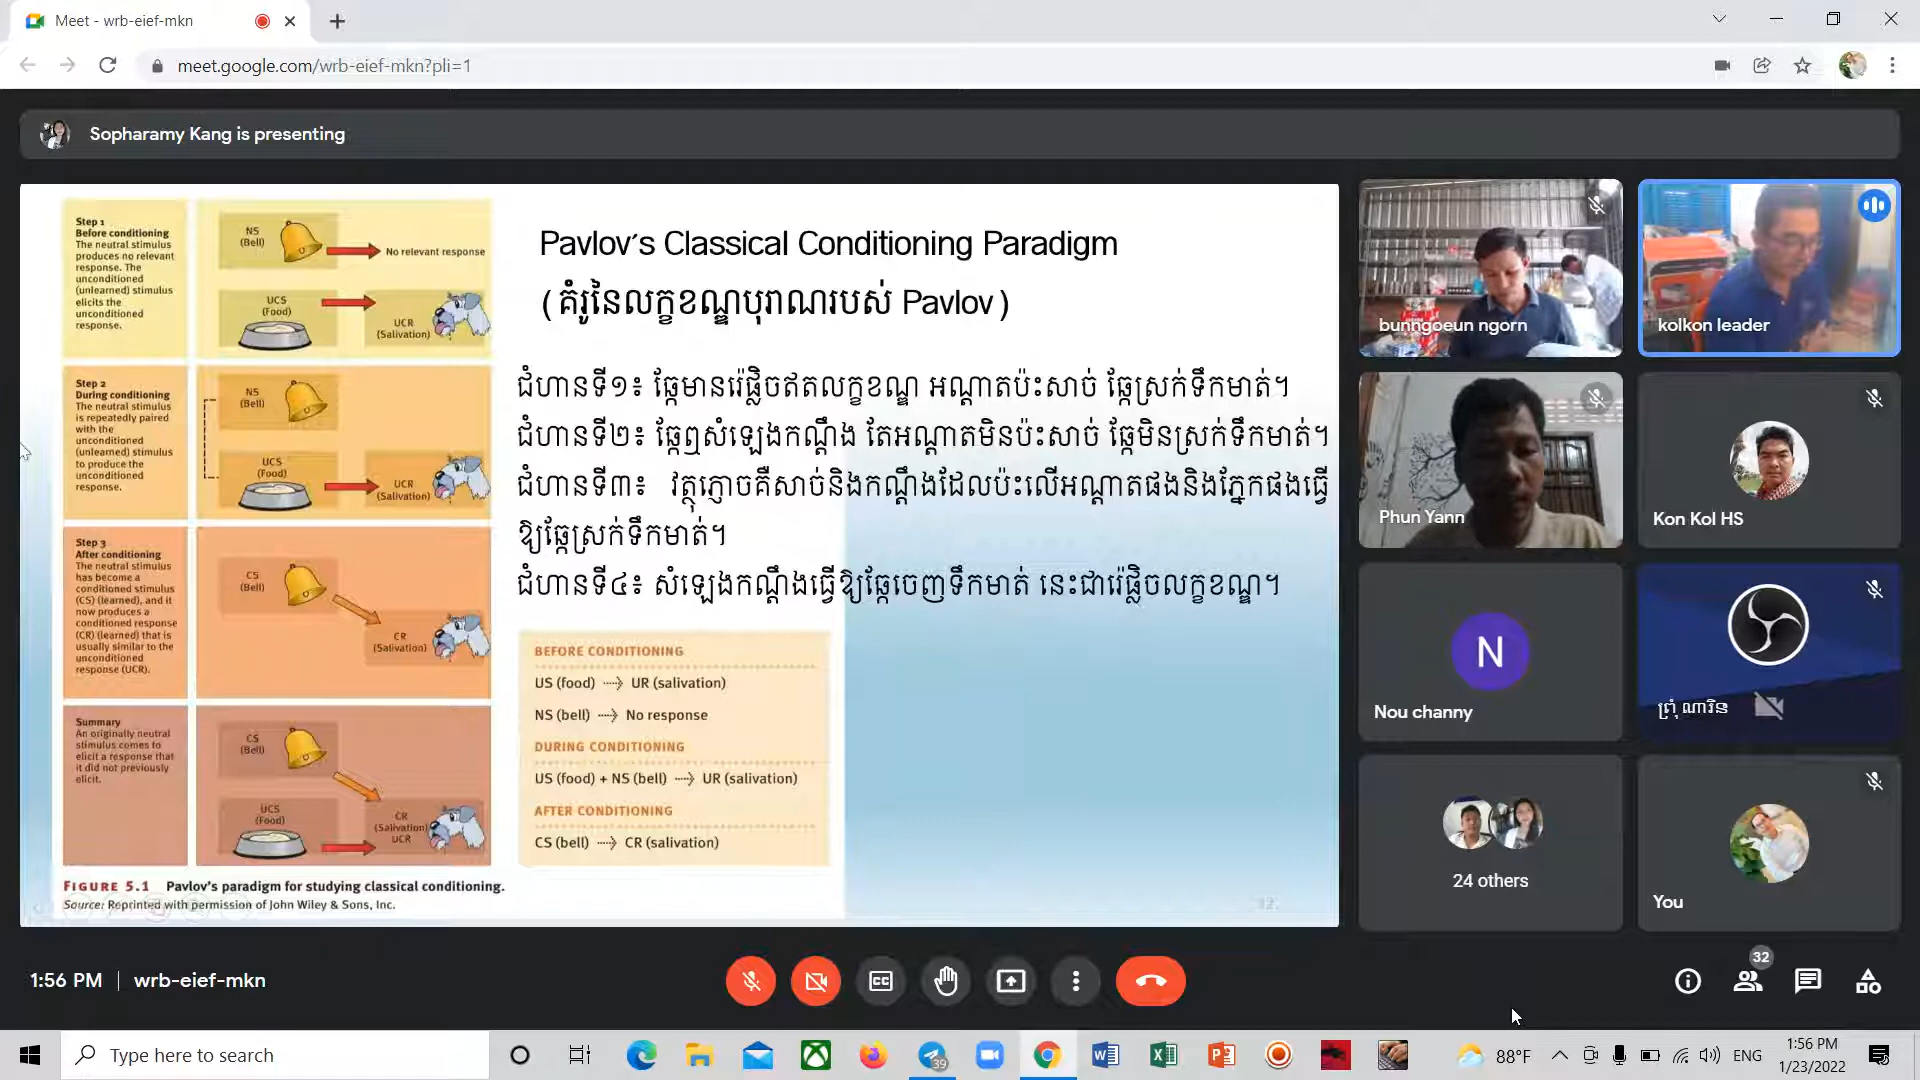 Meet - wrb-eief-mkn
meet.google.com/wrb-eief-mkn?pli=1
Sopharamy Kang is presenting
Step 1
Before conditioning
The neutral stimulus
produces no relevant
response. The
unconditioned
(unlearned) stimulus
elicits the
unconditioned
response.
NS
(Bell)
No relevant response
UCS
(Food)
UCR
(Salivation)
Step 2
During conditioning
The neutral stimulus
is repeatedly paired
with the
unconditioned
(unlearned) stimulus
to produce the
unconditioned
response.
NS
(Bell)
UCS
(Food)
UCR
(Salivation)
Step 3
After conditioning
The neutral stimulus
has become a
conditioned stimulus
(CS) (learned), and it
now produces a
conditioned response
(CR) (learned) that is
usually similar to the
unconditioned
response (UCR).
CS
(Bell)
CR
(Salivation)
Summary
An originally neutral
stimulus comes to
elicit a response that
it did not previously
elicit.
CS
(Bell)
UCS
(Food)
CR
(Salivation)
UCR
FIGURE 5.1 Pavlov's paradigm for studying classical conditioning.
Source: Reprinted with permission of John Wiley & Sons, Inc.
Pavlov's Classical Conditioning Paradigm
(គំរូនៃលក្ខខណ្ឌបុរាណរបស់ Pavlov)
ជំហានទី១៖ ឆ្កែមានរ៉េផ្លិចឥតលក្ខខណ្ឌ អណ្តាតប៉ះសាច់ ឆ្កែស្រក់ទឹកមាត់។
ជំហានទី២៖ ឆ្កែឮសំឡេងកណ្តឹង តែអណ្តាតមិនប៉ះសាច់ ឆ្កែមិនស្រក់ទឹកមាត់។
ជំហានទី៣៖ វត្ថុភ្ញោចគឺសាច់និងកណ្តឹងដែលប៉ះលើអណ្តាតផងនិងភ្នែកផងធ្វើ
ឱ្យឆ្កែស្រក់ទឹកមាត់។
ជំហានទី៤៖ សំឡេងកណ្តឹងធ្វើឱ្យឆ្កែចេញទឹកមាត់ នេះជារ៉េផ្លិចលក្ខខណ្ឌ។
BEFORE CONDITIONING
US (food) ····> UR (salivation)
NS (bell) ····> No response
DURING CONDITIONING
US (food) + NS (bell) ····> UR (salivation)
AFTER CONDITIONING
CS (bell) ····> CR (salivation)
bunhgoeun ngorn
kolkon leader
Phun Yann
Kon Kol HS
N
Nou channy
ព្រុំ ណារិន
24 others
You
1:56 PM | wrb-eief-mkn
CC
32
Type here to search
39
88°F
ENG
1:56 PM
1/23/2022